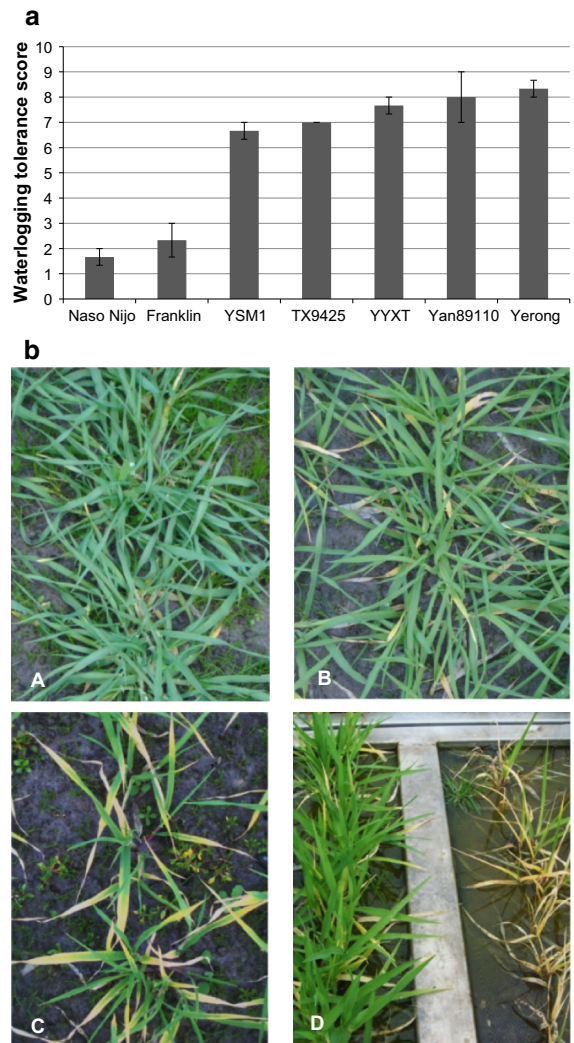 a
Waterlogging tolerance score
10
9
8
7
6
5
4
3
2
1
0
Naso Nijo Franklin YSM1 TX9425 YYXT Yan89110 Yerong
b
A
B
C
D